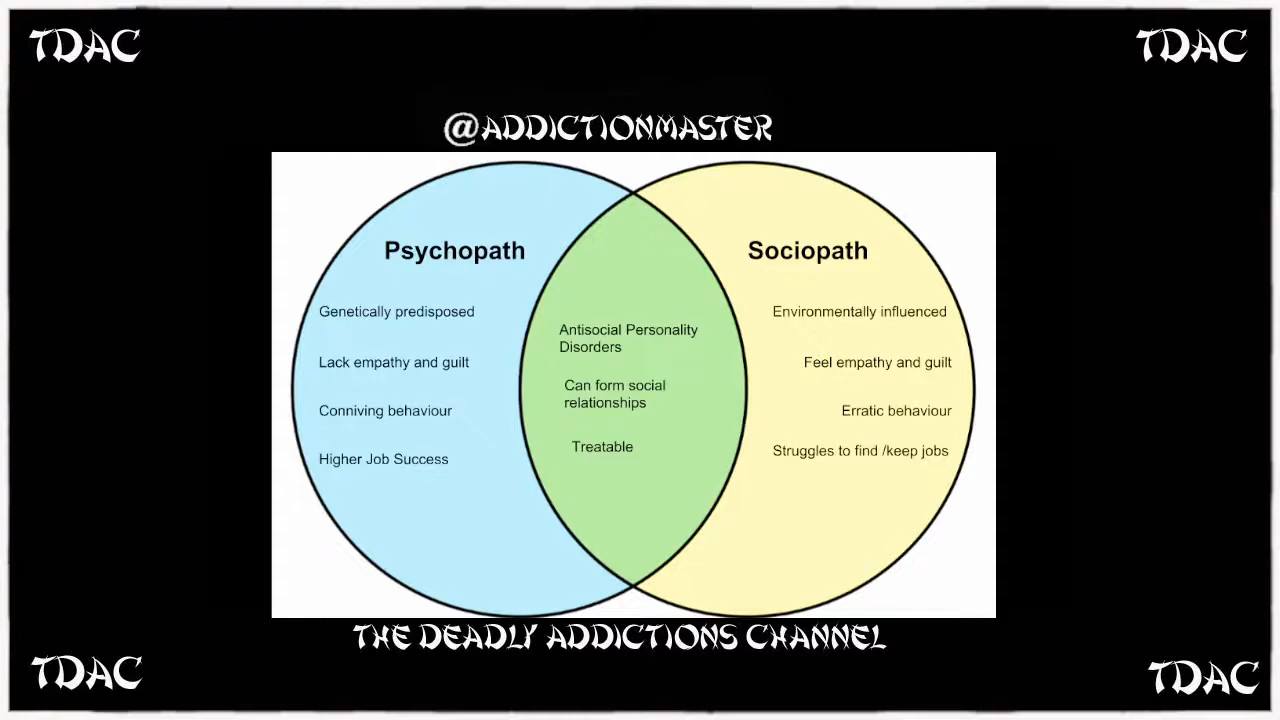 TDAC
TDAC
@ADDICTIONMASTER
Psychopath
Genetically predisposed
Lack empathy and guilt
Conniving behaviour
Higher Job Success
Antisocial Personality
Disorders
Can form social
relationships
Treatable
Sociopath
Environmentally influenced
Feel empathy and guilt
Erratic behaviour
Struggles to find /keep jobs
THE DEADLY ADDICTIONS CHANNEL
TDAC
TDAC